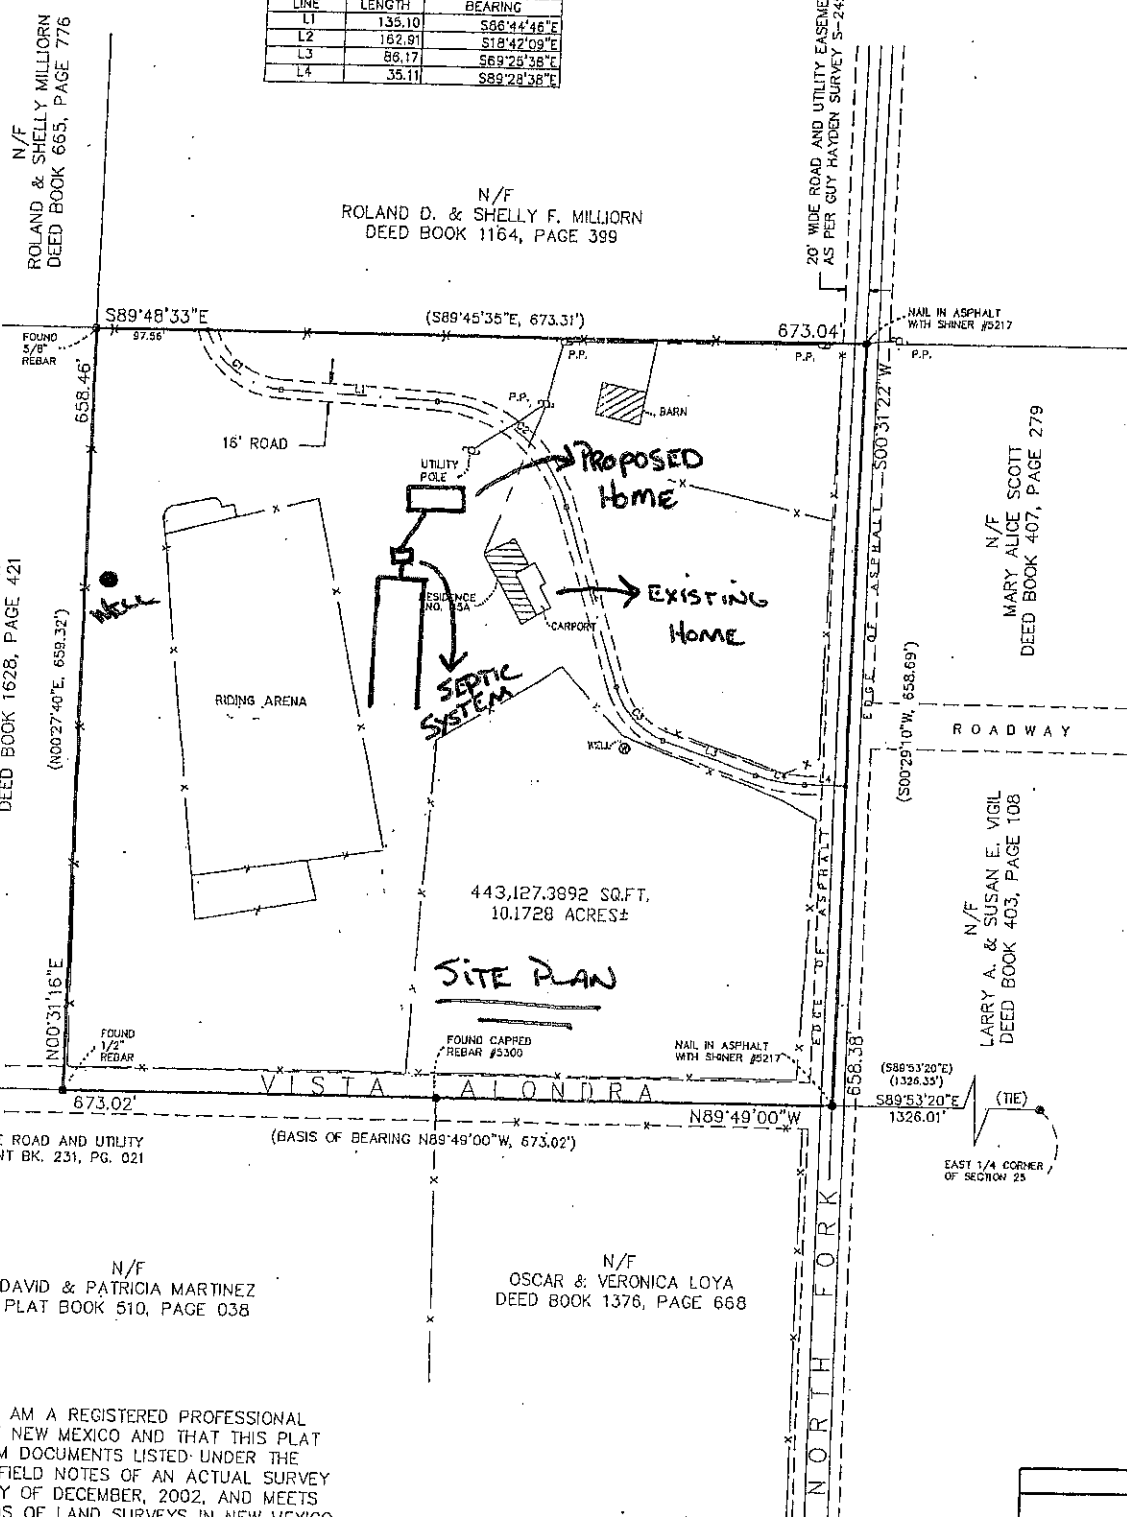 LINE LENGTH BEARING
L1 135.10 S86°44'46"E
L2 162.91 S18°42'09"E
L3 86.17 S69°25'38"E
L4 35.11 S89°28'38"E
N/F
ROLAND & SHELLY MILLIORN
DEED BOOK 665, PAGE 776
N/F
ROLAND D. & SHELLY F. MILLIORN
DEED BOOK 1164, PAGE 399
20' WIDE ROAD AND UTILITY
AS PER GUY HAYDEN SURVEY
S89°48'33"E
97.56'
(S89°45'35"E, 673.31')
673.04'
NAIL IN ASPHALT
WITH SHINER #5217
FOUND
5/8"
REBAR
P.P.
P.P.
P.P.
P.P.
658.46'
C1
L1
C2
BARN
16' ROAD
UTILITY
POLE
PROPOSED
HOME
S00°31'22"W
N/F
MARY ALICE SCOTT
DEED BOOK 407, PAGE 279
DEED BOOK 1628, PAGE 421
(N00°27'40"E, 659.32')
WELL
RESIDENCE
CARPORT
EXISTING
HOME
SEPTIC
SYSTEM
RIDING ARENA
EDGE OF ASPHALT
(S00°29'10"W, 658.69')
C3
L3
WELL
ROADWAY
N/F
LARRY A. & SUSAN E. VIGIL
DEED BOOK 403, PAGE 108
443,127.3892 SQ.FT.
10.1728 ACRES±
SITE PLAN
EDGE OF ASPHALT
N00°31'16"E
FOUND
1/2"
REBAR
FOUND CAPPED
REBAR #5300
NAIL IN ASPHALT
WITH SHINER #5217
658.38'
(S88°53'20"E)
(1326.35')
S89°53'20"E
1326.01'
(TIE)
VISTA ALONDRA
673.02'
N89°49'00"W
(BASIS OF BEARING N89°49'00"W, 673.02')
ROAD AND UTILITY
BK. 231, PG. 021
EAST 1/4 CORNER
OF SECTION 25
N/F
DAVID & PATRICIA MARTINEZ
PLAT BOOK 510, PAGE 038
N/F
OSCAR & VERONICA LOYA
DEED BOOK 1376, PAGE 668
NORTH FORK
AM A REGISTERED PROFESSIONAL
NEW MEXICO AND THAT THIS PLAT
DOCUMENTS LISTED UNDER THE
FIELD NOTES OF AN ACTUAL SURVEY
OF DECEMBER, 2002, AND MEETS
OF LAND SURVEYS IN NEW MEXICO